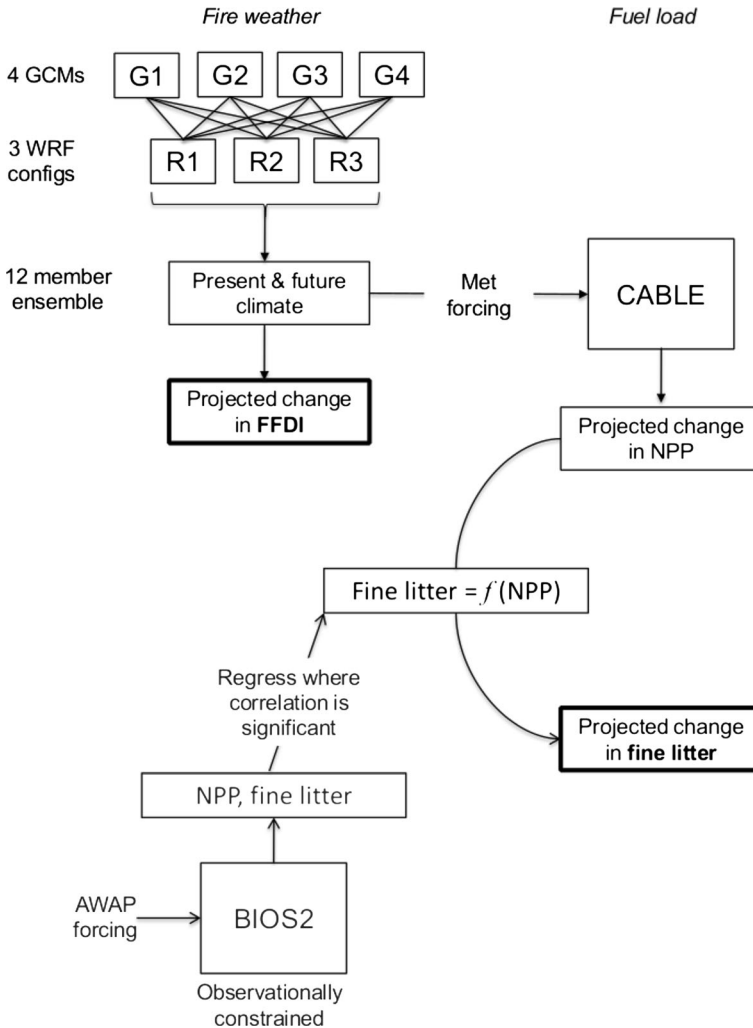 Fire weather
Fuel load
4 GCMs
G1
G2
G3
G4
3 WRF
configs
R1
R2
R3
12 member
ensemble
Present & future
climate
Met
forcing
CABLE
Projected change
in FFDI
Projected change
in NPP
Fine litter = f (NPP)
Regress where
correlation is
significant
Projected change
in fine litter
NPP, fine litter
AWAP
forcing
BIOS2
Observationally
constrained